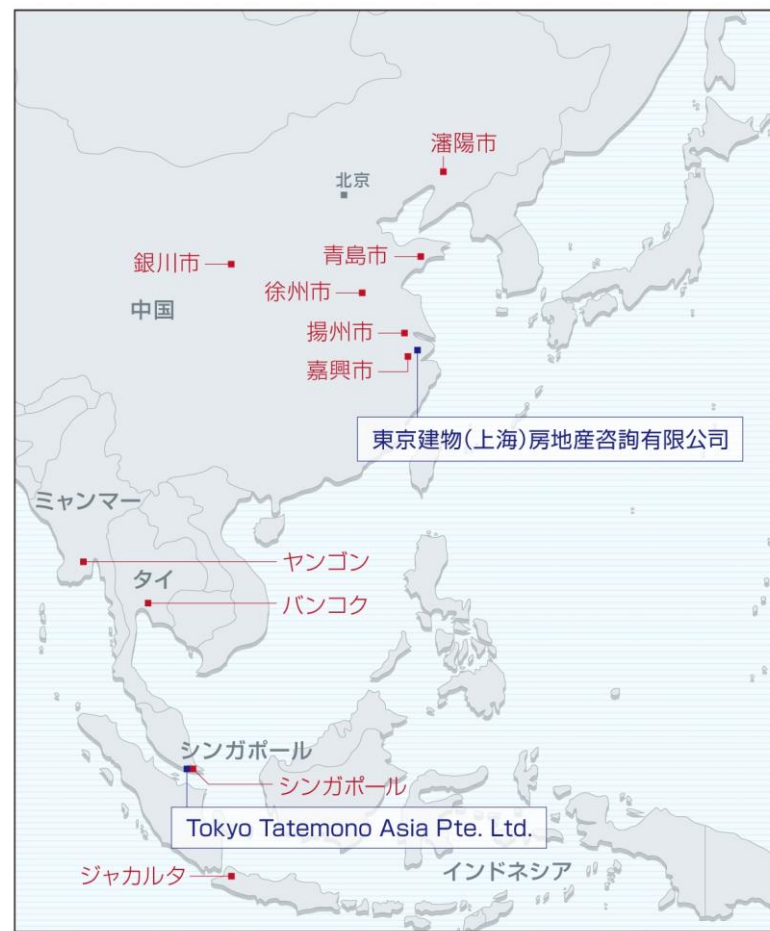 瀋陽市
北京
青島市
銀川市
徐州市
中国
揚州市
嘉興市
東京建物(上海)房地産咨詢有限公司
ミャンマー
ヤンゴン
タイ
バンコク
シンガポール
シンガポール
Tokyo Tatemono Asia Pte. Ltd.
インドネシア
ジャカルタ